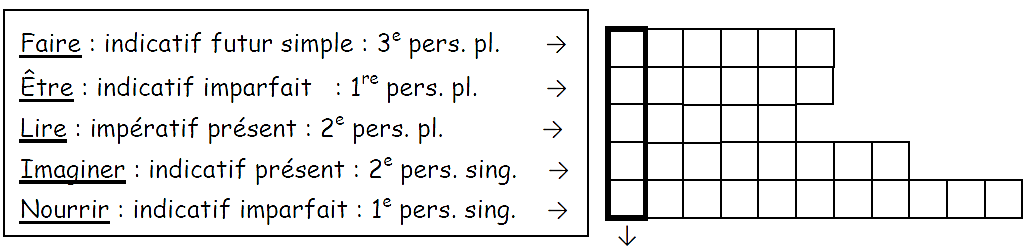 Faire : indicatif futur simple : 3e pers. pl. →
Être : indicatif imparfait : 1re pers. pl. →
Lire : impératif présent : 2e pers. pl. →
Imaginer : indicatif présent : 2e pers. sing. →
Nourrir : indicatif imparfait : 1e pers. sing. →
↓